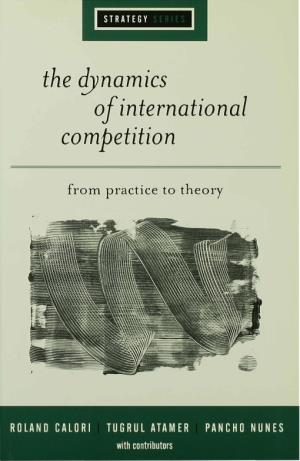 STRATEGY SERIES
the dynamics
of international
competition
from practice to theory
ROLAND CALORI | TUGRUL ATAMER | PANCHO NUNES
with contributors